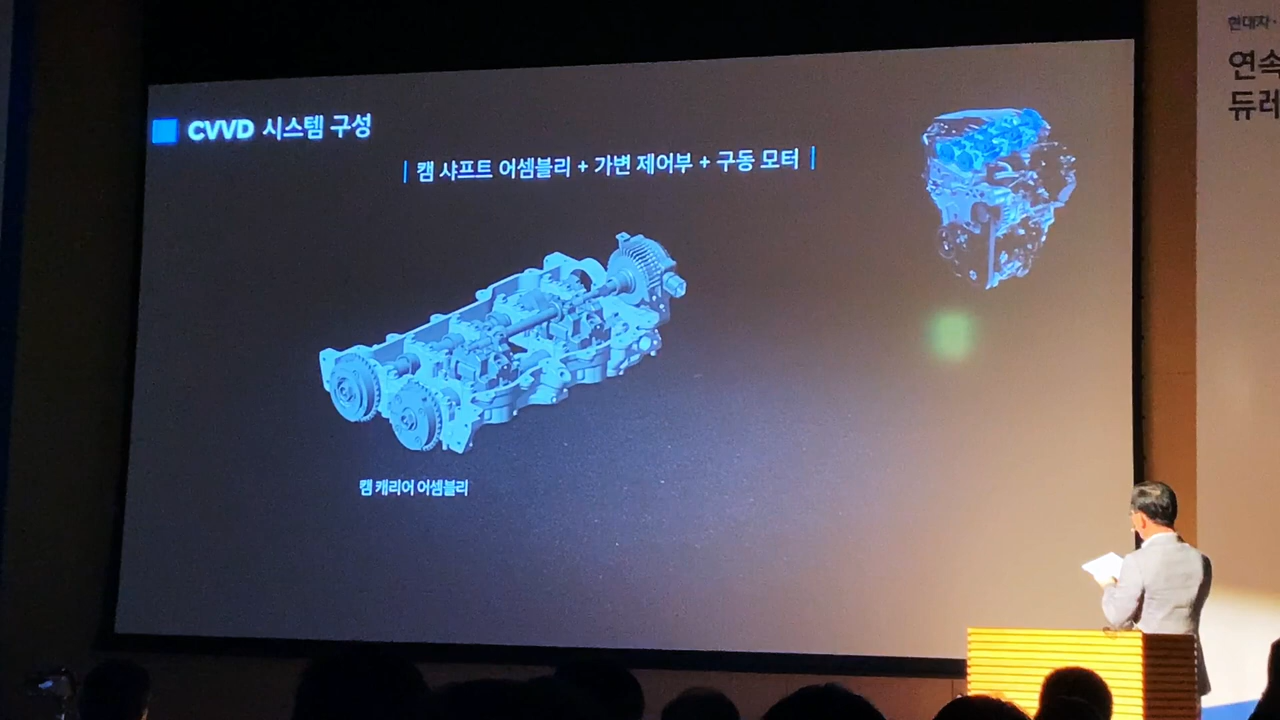 CVVD 시스템 구성
| 캠 샤프트 어셈블리 + 가변 제어부 + 구동 모터 |
캠 캐리어 어셈블리
현대자·
연속
듀레